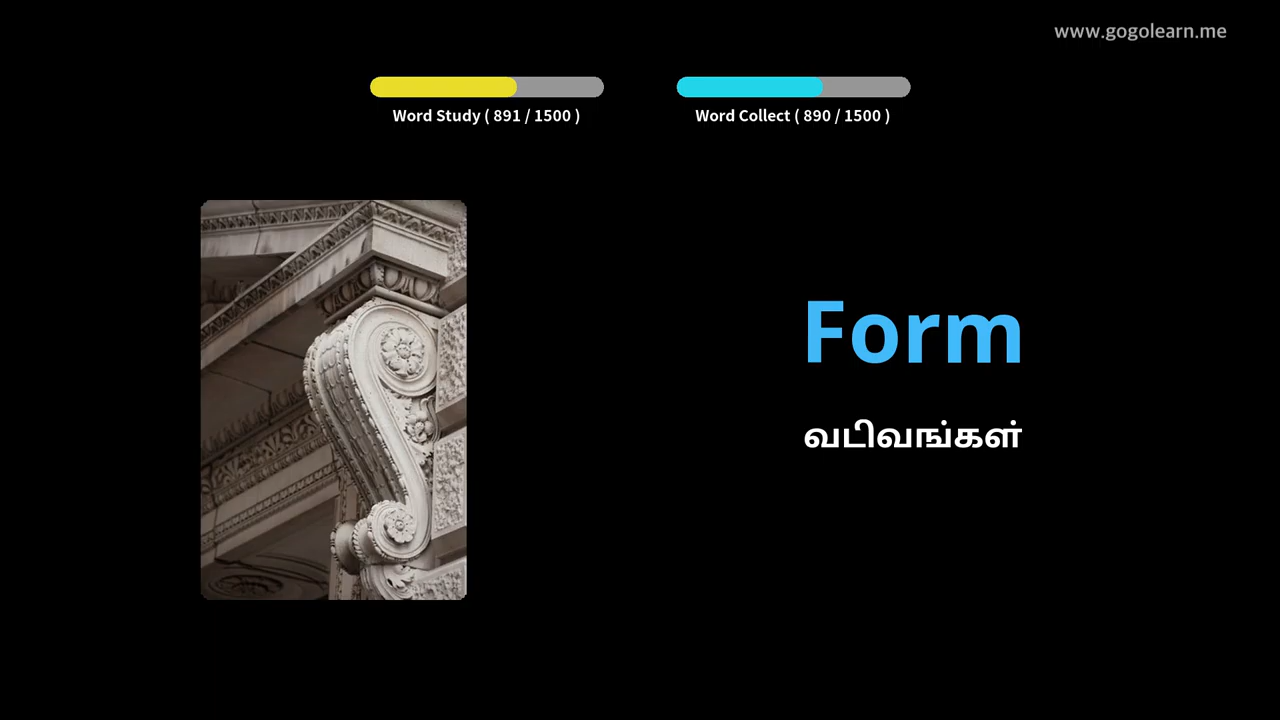 www.gogolearn.me
Word Study ( 891 / 1500 )
Word Collect ( 890 / 1500 )
Form
வடிவங்கள்